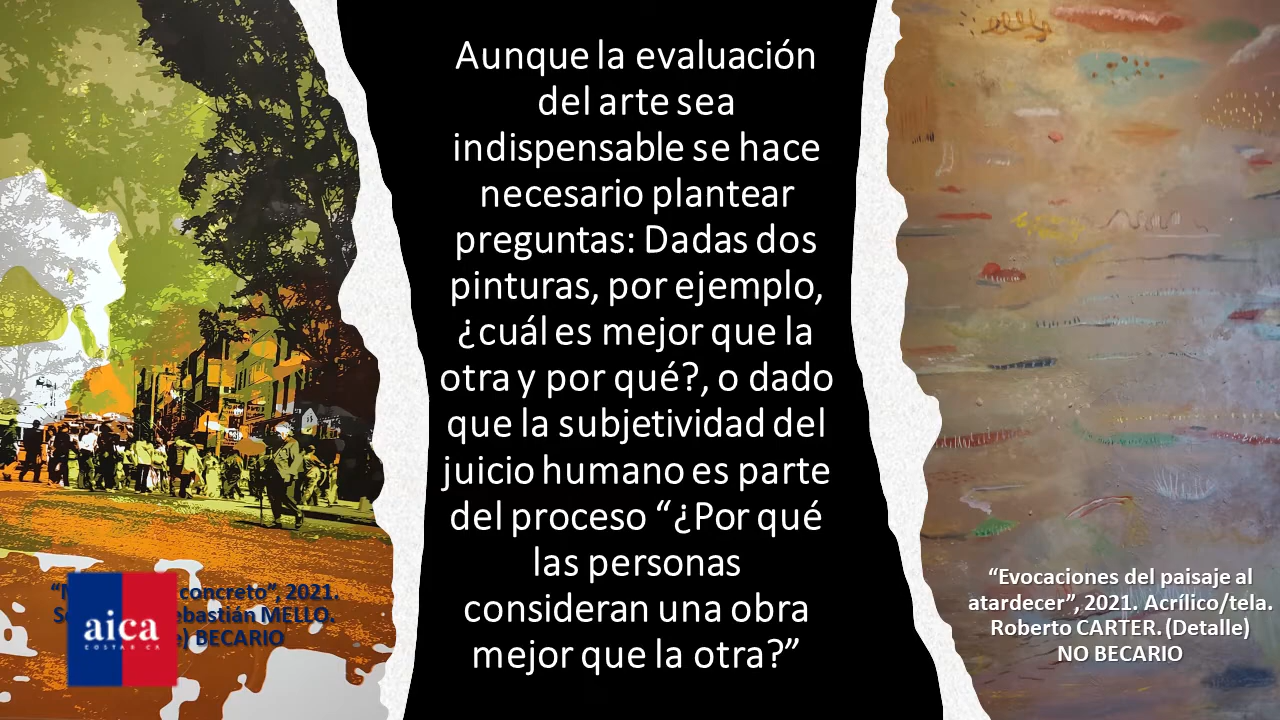 Aunque la evaluación
del arte sea
indispensable se hace
necesario plantear
preguntas: Dadas dos
pinturas, por ejemplo,
¿cuál es mejor que la
otra y por qué?, o dado
que la subjetividad del
juicio humano es parte
del proceso “¿Por qué
las personas
consideran una obra
mejor que la otra?”
concreto”, 2021.
MELLO.
BECARIO
aica
COSTARICA
“Evocaciones del paisaje al
atardecer”, 2021. Acrílico/tela.
Roberto CARTER. (Detalle)
NO BECARIO